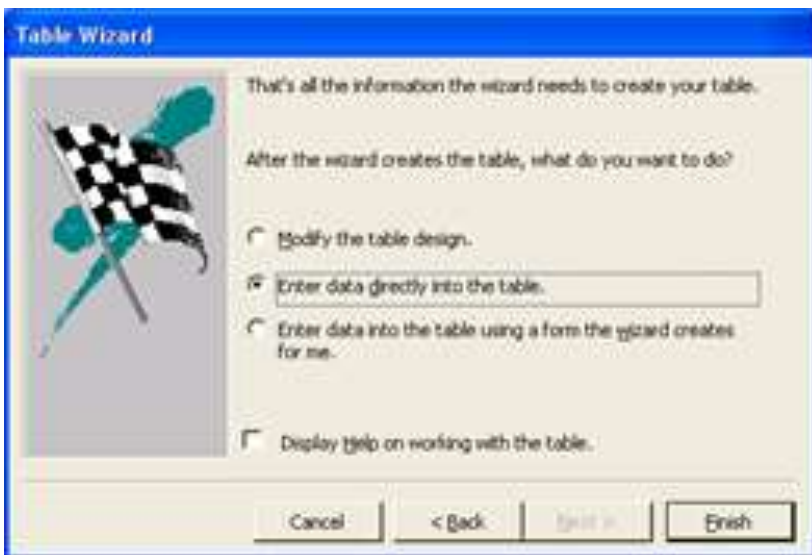 Table Wizard
That's all the information the wizard needs to create your table.
After the wizard creates the table, what do you want to do?
Modify the table design.
Enter data directly into the table.
Enter data into the table using a form the wizard creates
for me.
Display Help on working with the table.
Cancel
< Back
Next >
Finish